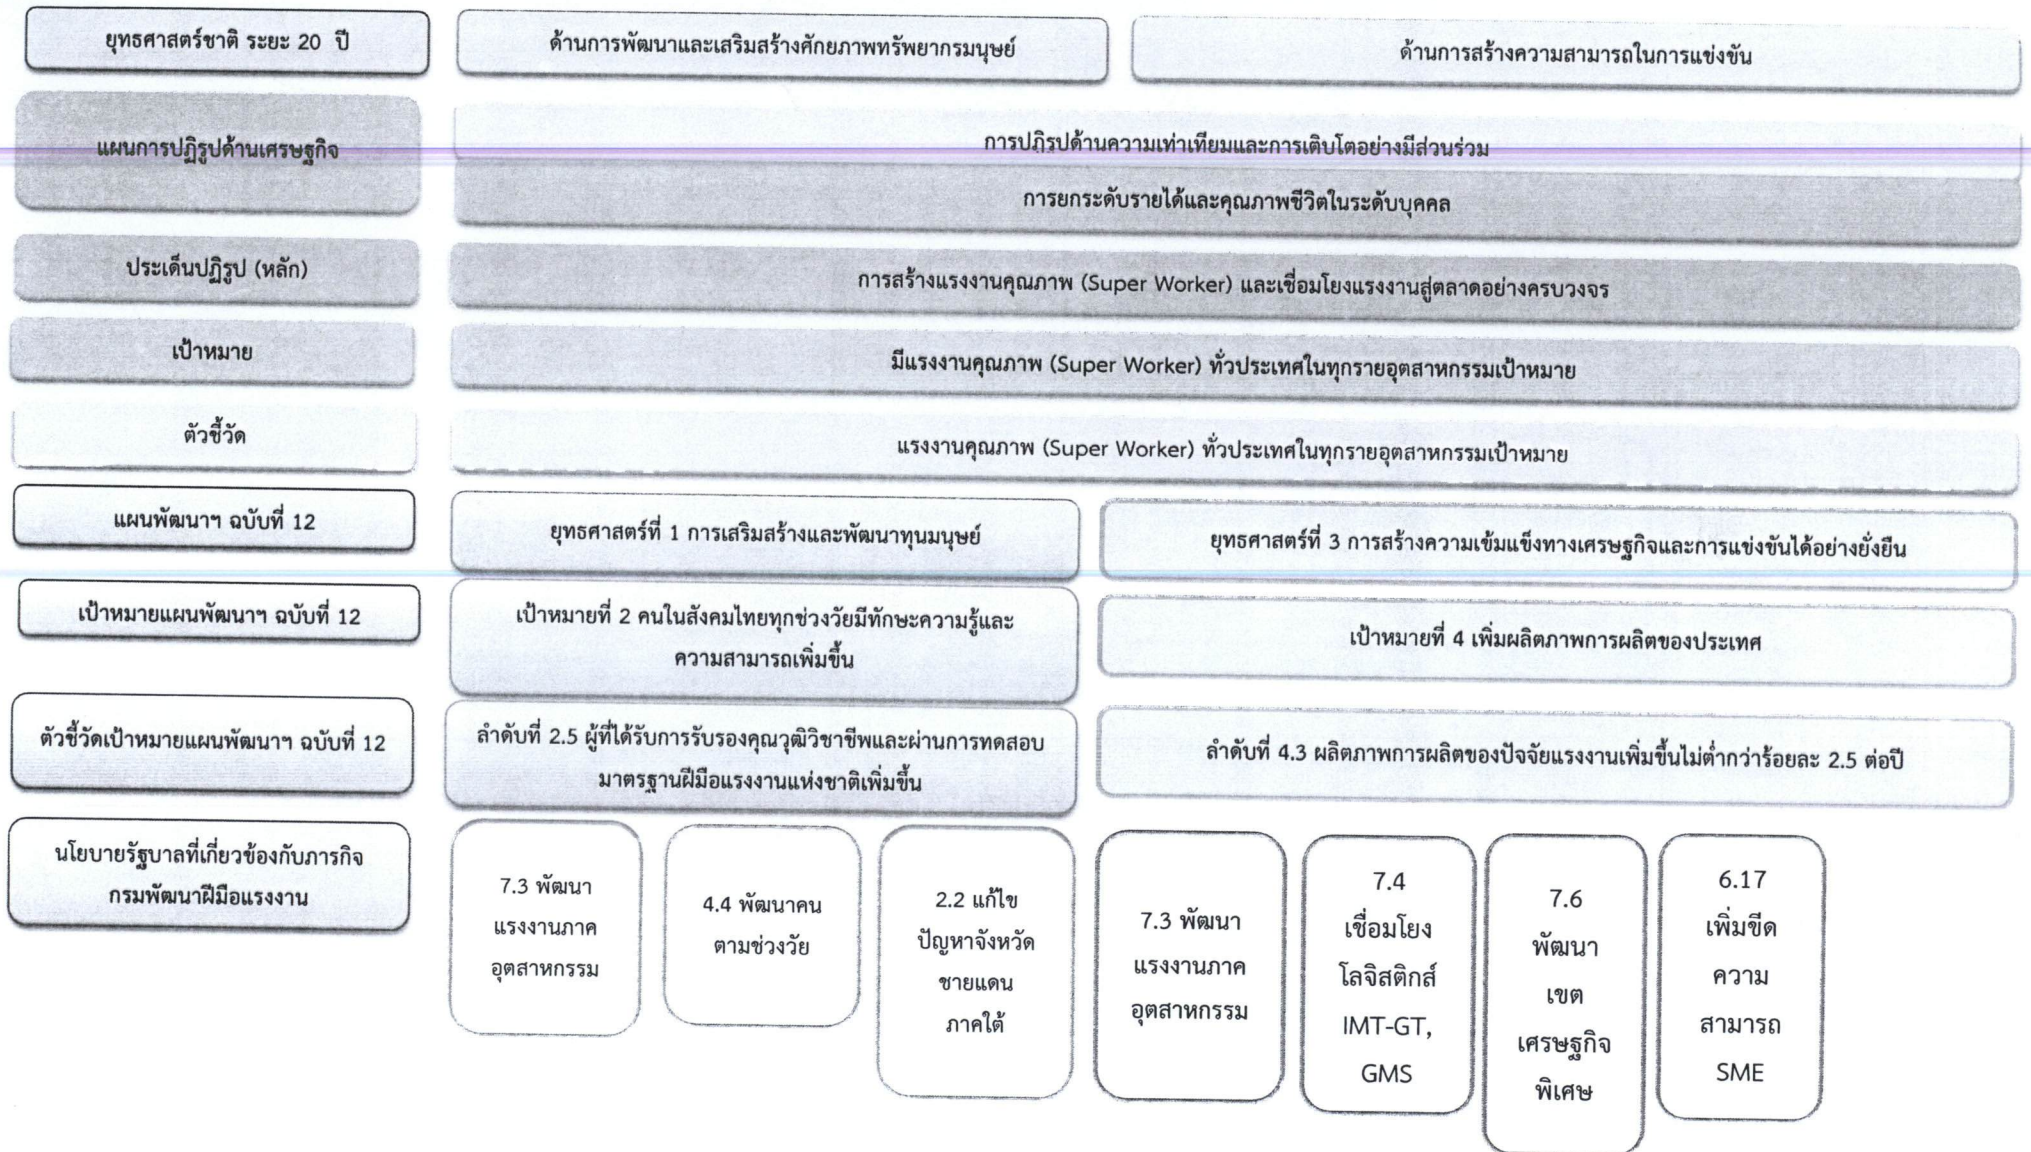 ยุทธศาสตร์ชาติ ระยะ 20 ปี
ด้านการพัฒนาและเสริมสร้างศักยภาพทรัพยากรมนุษย์
ด้านการสร้างความสามารถในการแข่งขัน
แผนการปฏิรูปด้านเศรษฐกิจ
การปฏิรูปด้านความเท่าเทียมและการเติบโตอย่างมีส่วนร่วม
การยกระดับรายได้และคุณภาพชีวิตในระดับบุคคล
ประเด็นปฏิรูป (หลัก)
การสร้างแรงงานคุณภาพ (Super Worker) และเชื่อมโยงแรงงานสู่ตลาดอย่างครบวงจร
เป้าหมาย
มีแรงงานคุณภาพ (Super Worker) ทั่วประเทศในทุกรายอุตสาหกรรมเป้าหมาย
ตัวชี้วัด
แรงงานคุณภาพ (Super Worker) ทั่วประเทศในทุกรายอุตสาหกรรมเป้าหมาย
แผนพัฒนาฯ ฉบับที่ 12
ยุทธศาสตร์ที่ 1 การเสริมสร้างและพัฒนาทุนมนุษย์
ยุทธศาสตร์ที่ 3 การสร้างความเข้มแข็งทางเศรษฐกิจและการแข่งขันได้อย่างยั่งยืน
เป้าหมายแผนพัฒนาฯ ฉบับที่ 12
เป้าหมายที่ 2 คนในสังคมไทยทุกช่วงวัยมีทักษะความรู้และ
ความสามารถเพิ่มขึ้น
เป้าหมายที่ 4 เพิ่มผลิตภาพการผลิตของประเทศ
ตัวชี้วัดเป้าหมายแผนพัฒนาฯ ฉบับที่ 12
ลำดับที่ 2.5 ผู้ที่ได้รับการรับรองคุณวุฒิวิชาชีพและผ่านการทดสอบ
มาตรฐานฝีมือแรงงานแห่งชาติเพิ่มขึ้น
ลำดับที่ 4.3 ผลิตภาพการผลิตของปัจจัยแรงงานเพิ่มขึ้นไม่ต่ำกว่าร้อยละ 2.5 ต่อปี
นโยบายรัฐบาลที่เกี่ยวข้องกับภารกิจ
กรมพัฒนาฝีมือแรงงาน
7.3 พัฒนา
แรงงานภาค
อุตสาหกรรม
4.4 พัฒนาคน
ตามช่วงวัย
2.2 แก้ไข
ปัญหาจังหวัด
ชายแดน
ภาคใต้
7.3 พัฒนา
แรงงานภาค
อุตสาหกรรม
7.4
เชื่อมโยง
โลจิสติกส์
IMT-GT,
GMS
7.6
พัฒนา
เขต
เศรษฐกิจ
พิเศษ
6.17
เพิ่มขีด
ความ
สามารถ
SME